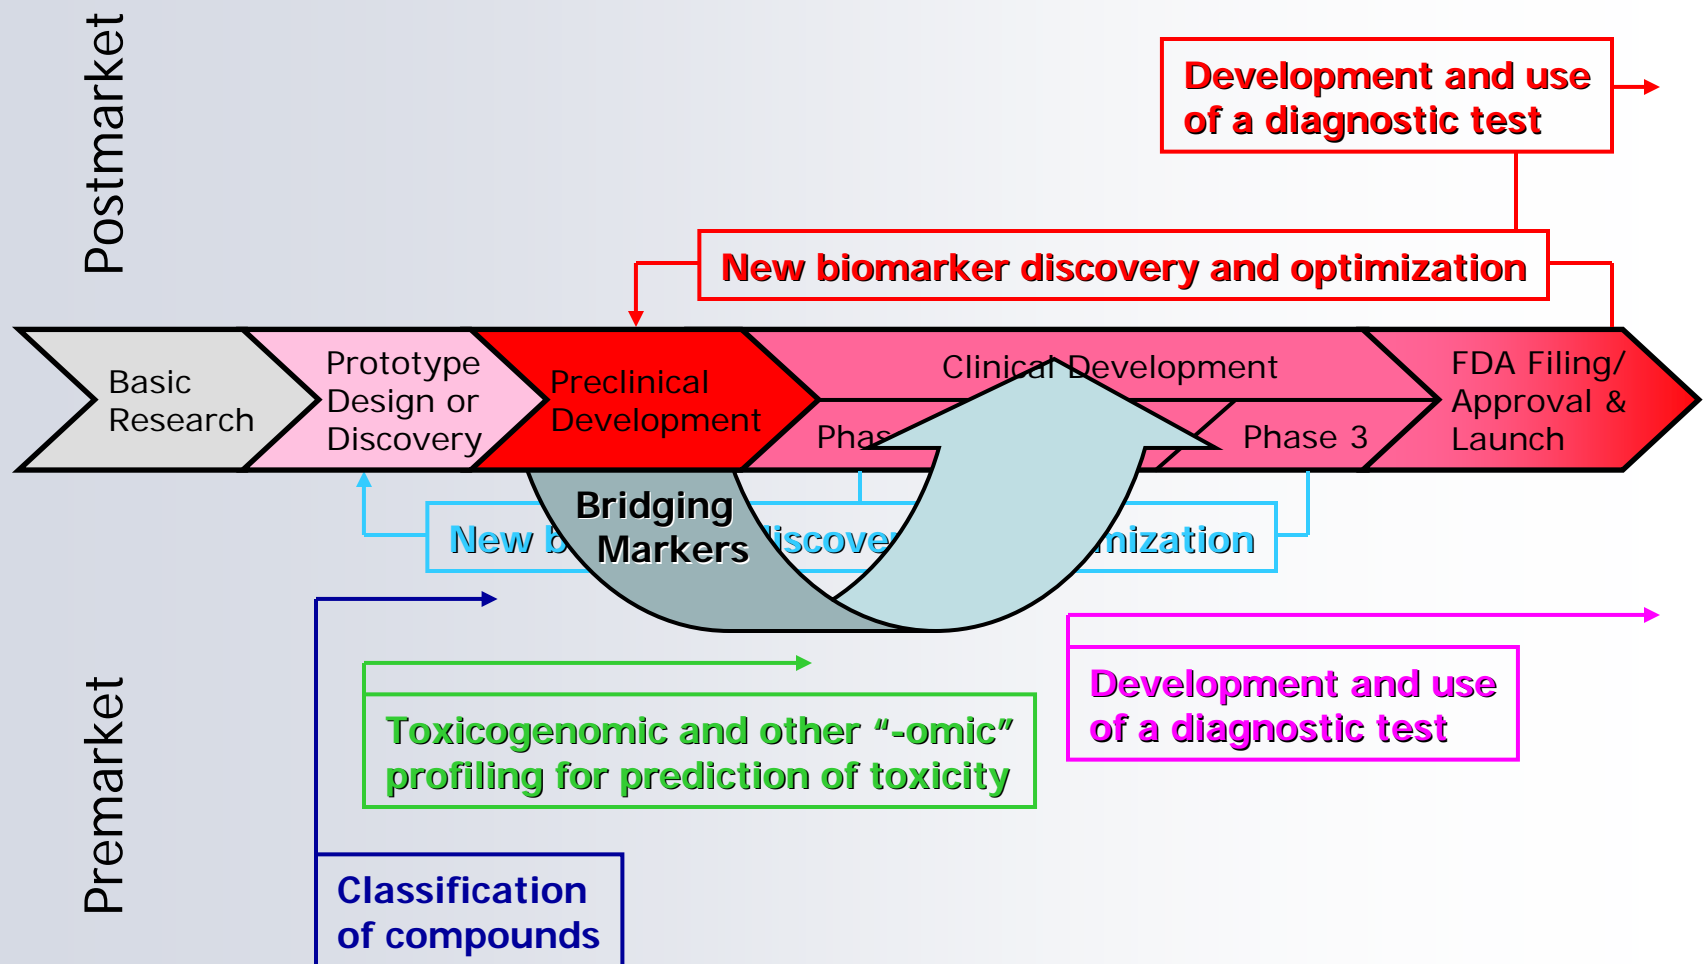 Postmarket
Development and use
of a diagnostic test
New biomarker discovery and optimization
Basic
Research
Prototype
Design or
Discovery
Preclinical
Development
Clinical Development
Phase 3
FDA Filing/
Approval &
Launch
Bridging
Markers
New
Premarket
Toxicogenomic and other “-omic”
profiling for prediction of toxicity
Development and use
of a diagnostic test
Classification
of compounds